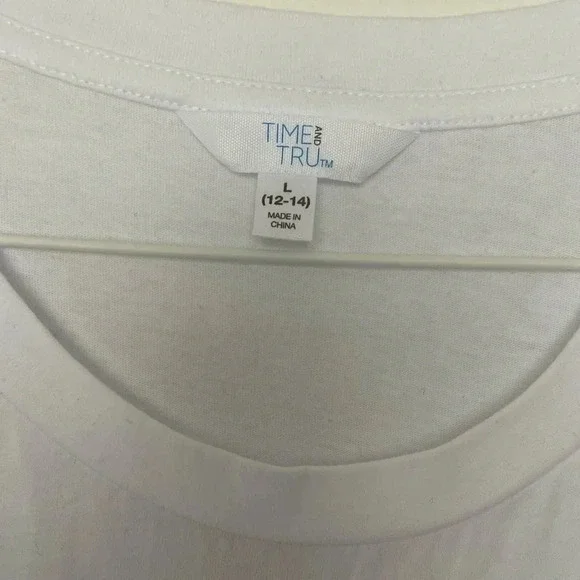 TIME AND
TRU™
L
(12-14)
MADE IN
CHINA